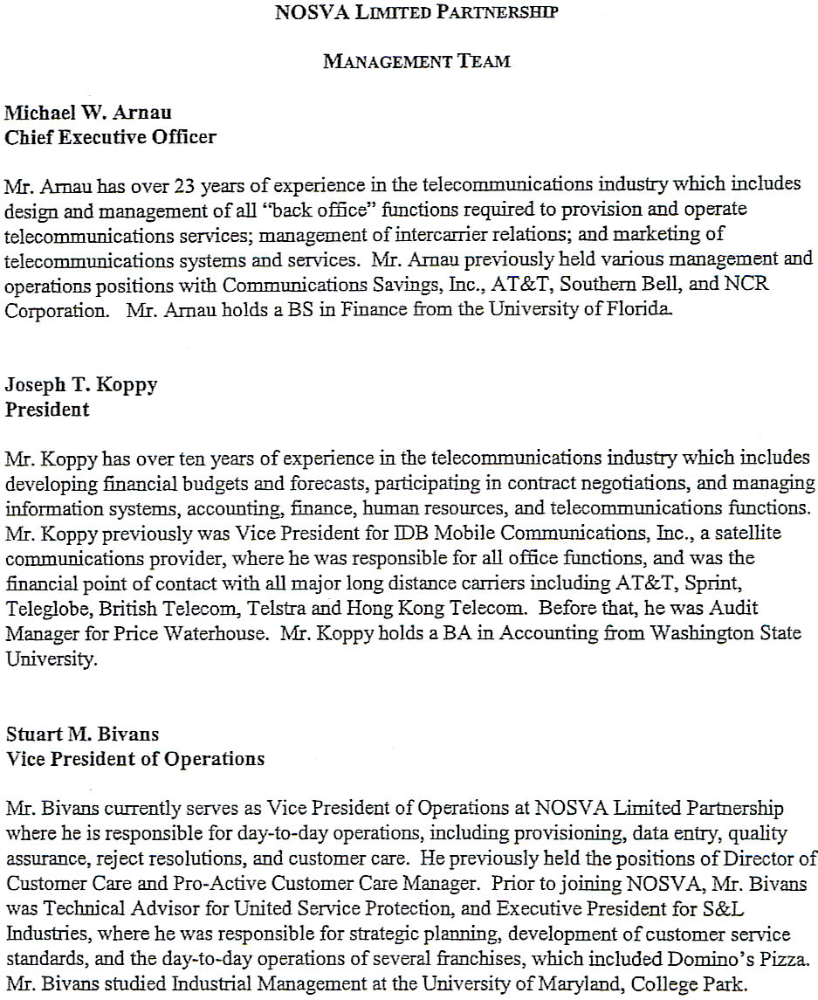 NOSVA LIMITED PARTNERSHIP
MANAGEMENT TEAM
Michael W. Arnau
Chief Executive Officer
Mr. Arnau has over 23 years of experience in the telecommunications industry which includes
design and management of all “back office” functions required to provision and operate
telecommunications services; management of intercarrier relations; and marketing of
telecommunications systems and services. Mr. Arnau previously held various management and
operations positions with Communications Savings, Inc., AT&T, Southern Bell, and NCR
Corporation. Mr. Arnau holds a BS in Finance from the University of Florida.
Joseph T. Koppy
President
Mr. Koppy has over ten years of experience in the telecommunications industry which includes
developing financial budgets and forecasts, participating in contract negotiations, and managing
information systems, accounting, finance, human resources, and telecommunications functions.
Mr. Koppy previously was Vice President for IDB Mobile Communications, Inc., a satellite
communications provider, where he was responsible for all office functions, and was the
financial point of contact with all major long distance carriers including AT&T, Sprint,
Teleglobe, British Telecom, Telstra and Hong Kong Telecom. Before that, he was Audit
Manager for Price Waterhouse. Mr. Koppy holds a BA in Accounting from Washington State
University.
Stuart M. Bivans
Vice President of Operations
Mr. Bivans currently serves as Vice President of Operations at NOSVA Limited Partnership
where he is responsible for day-to-day operations, including provisioning, data entry, quality
assurance, reject resolutions, and customer care. He previously held the positions of Director of
Customer Care and Pro-Active Customer Care Manager. Prior to joining NOSVA, Mr. Bivans
was Technical Advisor for United Service Protection, and Executive President for S&L
Industries, where he was responsible for strategic planning, development of customer service
standards, and the day-to-day operations of several franchises, which included Domino’s Pizza.
Mr. Bivans studied Industrial Management at the University of Maryland, College Park.